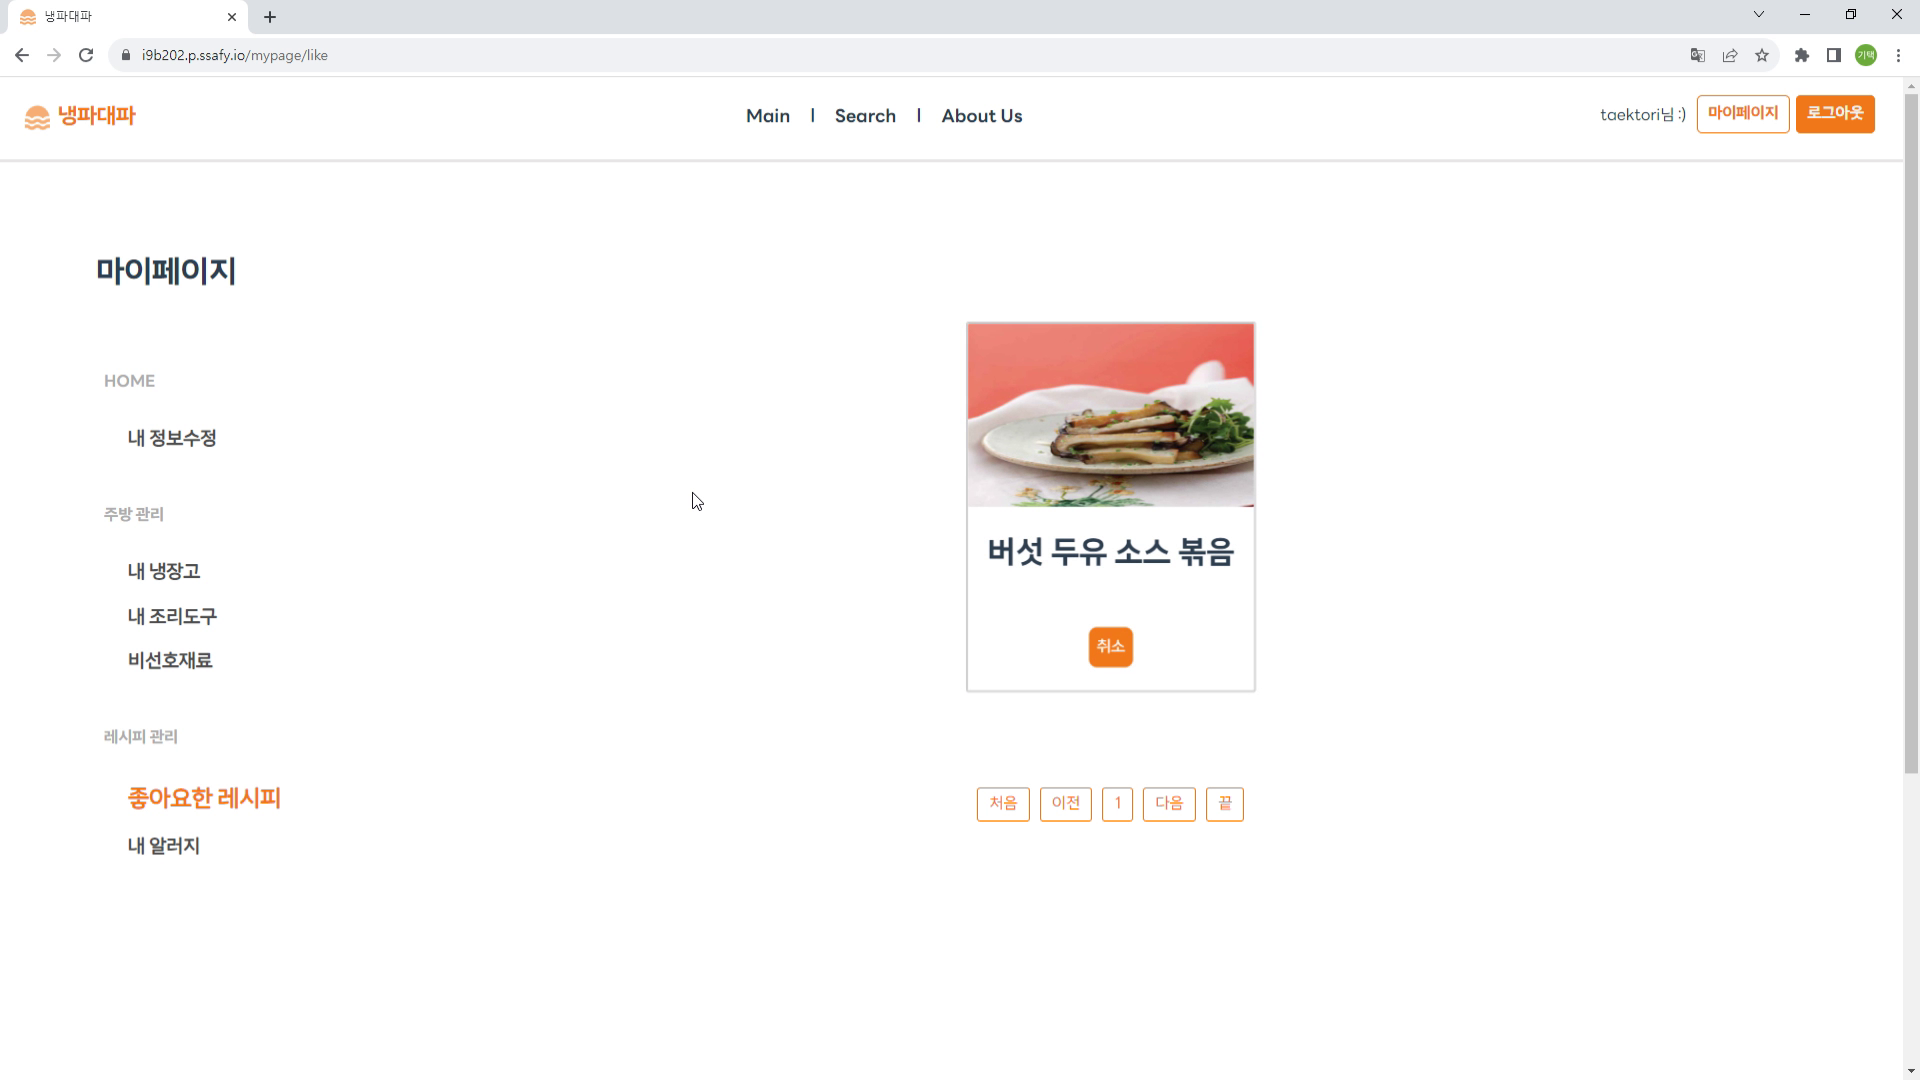 냉파대파
i9b202.p.ssafy.io/mypage/like
기택
냉파대파
Main | Search | About Us
taektori님 :) 마이페이지 로그아웃
마이페이지
HOME
내 정보수정
주방 관리
내 냉장고
내 조리도구
비선호재료
레시피 관리
좋아요한 레시피
내 알러지
버섯 두유 소스 볶음
취소
처음 이전 1 다음 끝